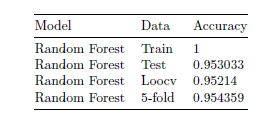 Model Data Accuracy
Random Forest Train 1
Random Forest Test 0.953033
Random Forest Loocv 0.95214
Random Forest 5-fold 0.954359